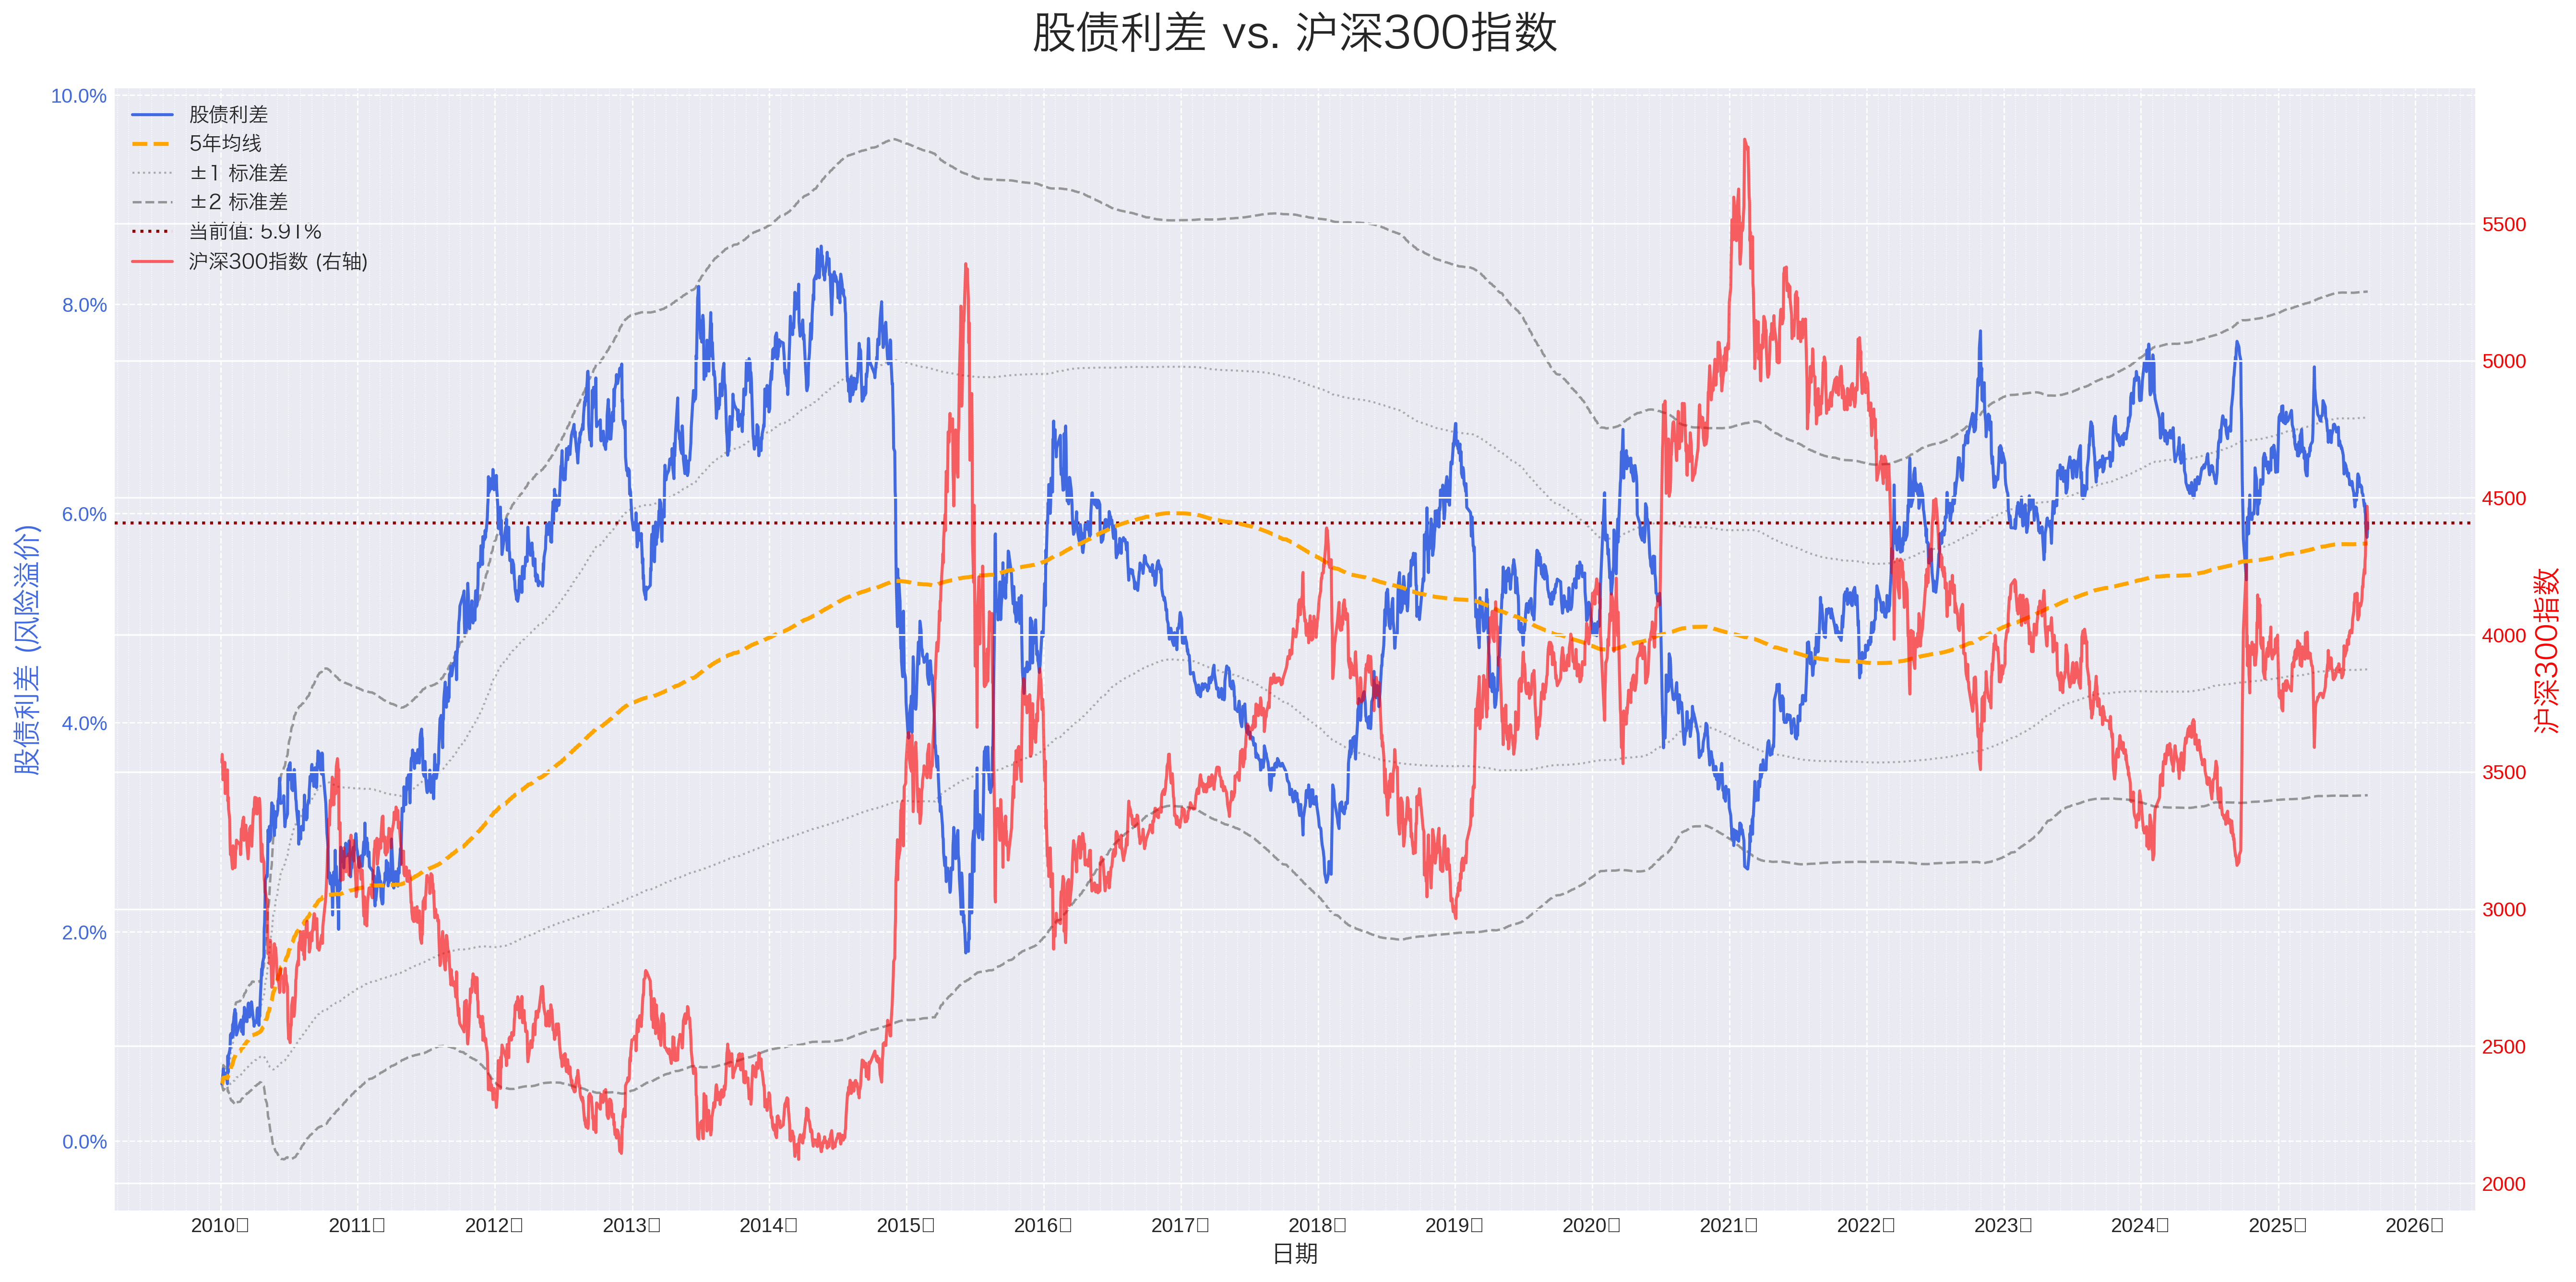 股债利差 vs. 沪深300指数
10.0%
8.0%
6.0%
4.0%
2.0%
0.0%
股债利差 (风险溢价)
股债利差
5年均线
±1 标准差
±2 标准差
当前值: 5.91%
沪深300指数 (右轴)
5500
5000
4500
4000
3500
3000
2500
2000
沪深300指数
2010□ 2011□ 2012□ 2013□ 2014□ 2015□ 2016□ 2017□ 2018□ 2019□ 2020□ 2021□ 2022□ 2023□ 2024□ 2025□ 2026□
日期